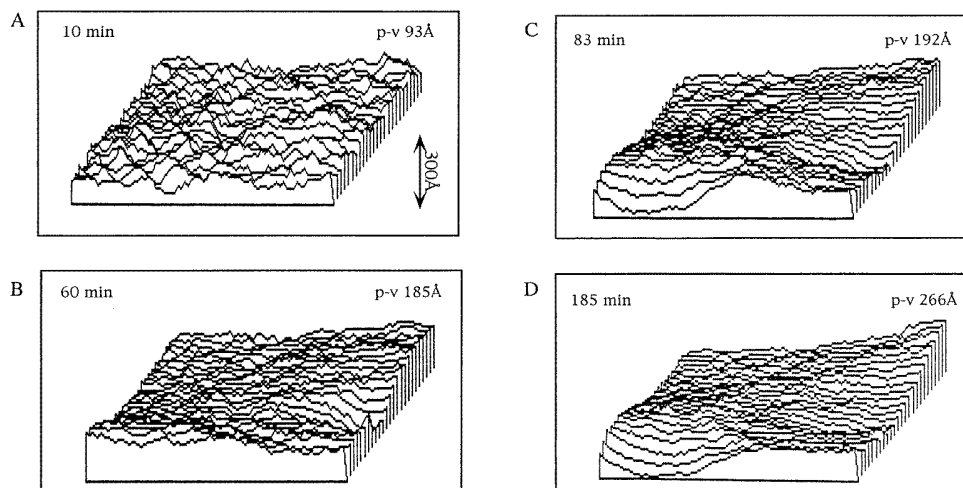 A
10 min
p-v 93Å
300Å
B
60 min
p-v 185Å
C
83 min
p-v 192Å
D
185 min
p-v 266Å